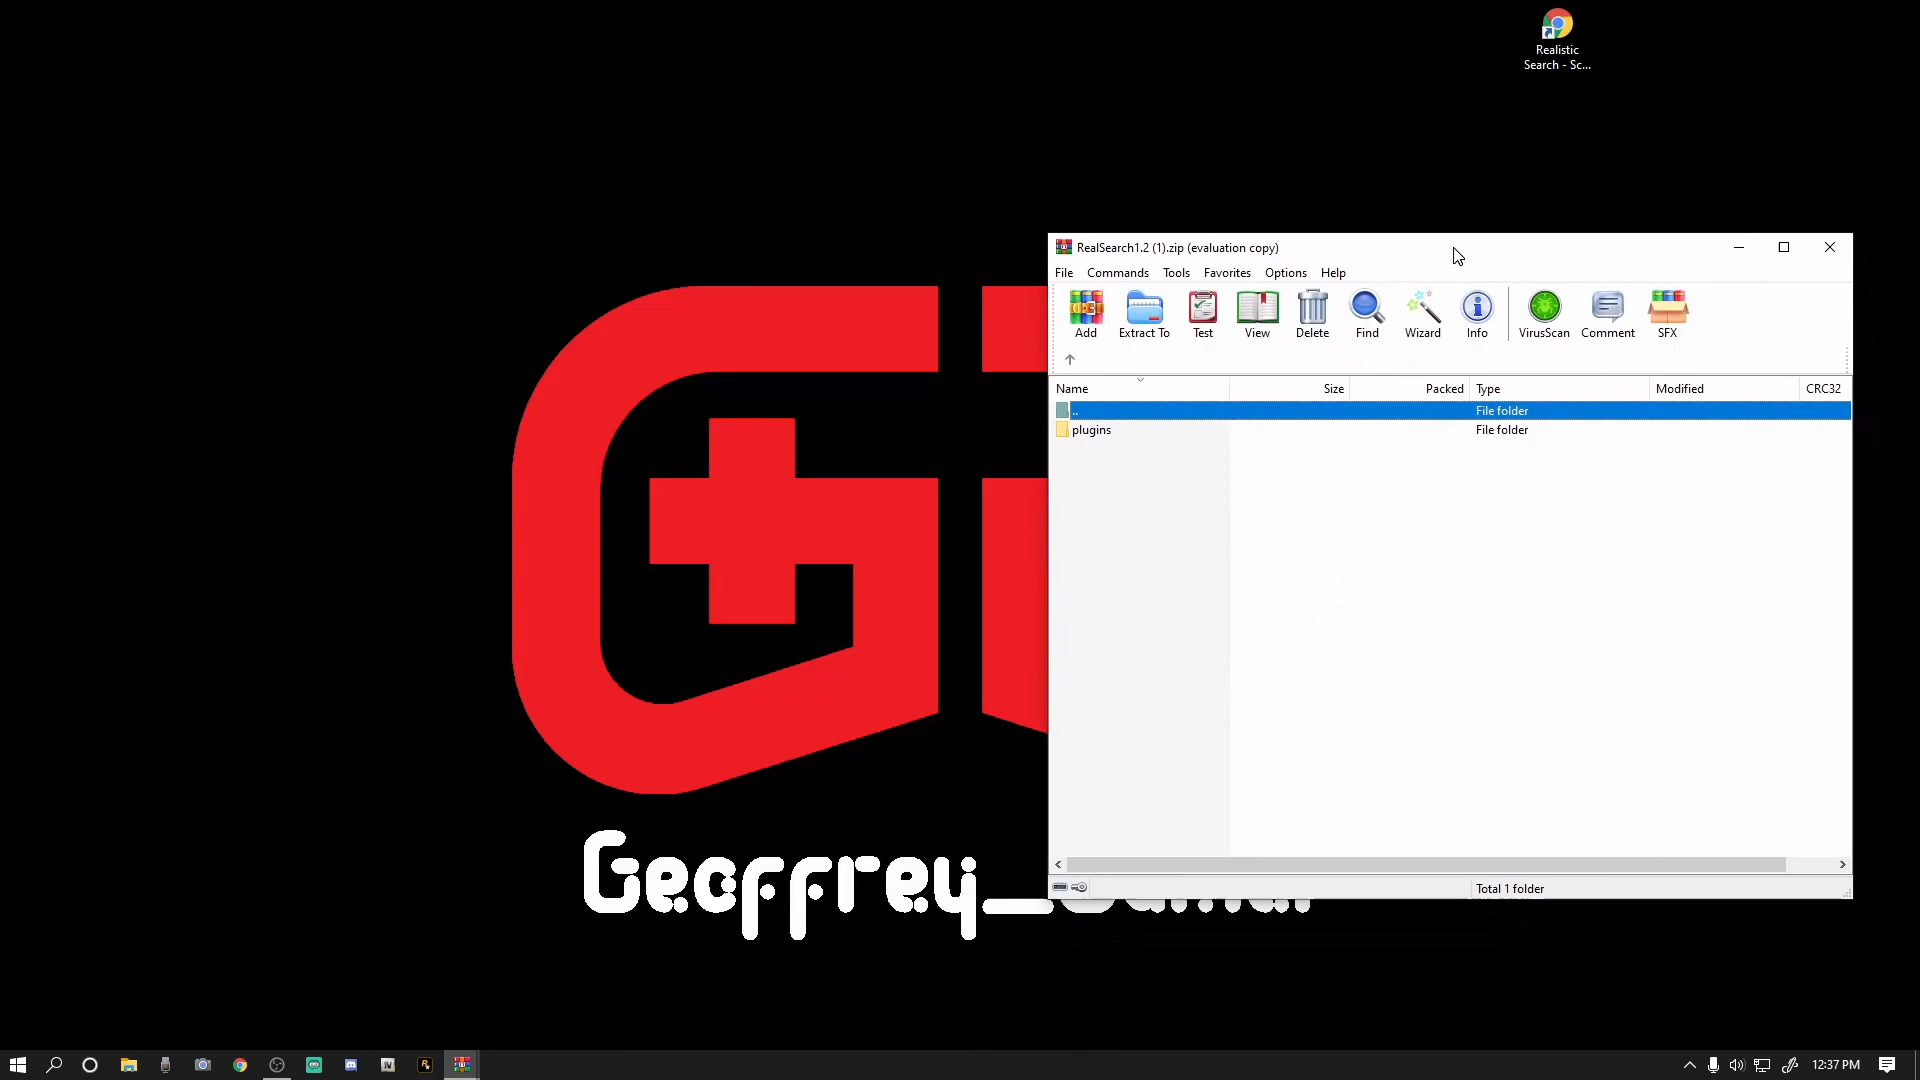 Realistic
Search - Sc...
RealSearch1.2 (1).zip (evaluation copy)
File Commands Tools Favorites Options Help
Add Extract To Test View Delete Find Wizard Info VirusScan Comment SFX
Name Size Packed Type Modified CRC32
.. File folder
plugins File folder
Total 1 folder
Geoffrey_
12:37 PM